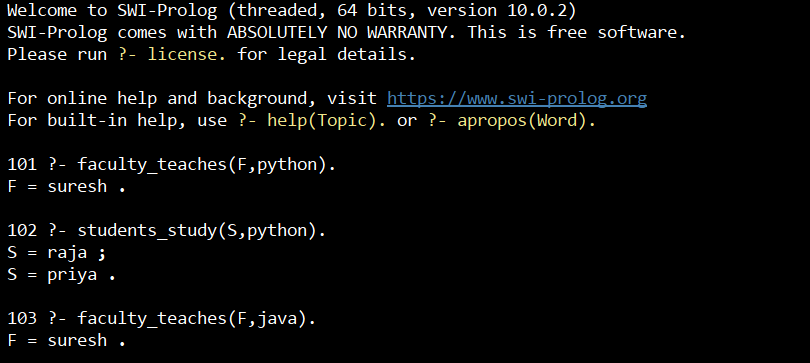 Welcome to SWI-Prolog (threaded, 64 bits, version 10.0.2)
SWI-Prolog comes with ABSOLUTELY NO WARRANTY. This is free software.
Please run ?- license. for legal details.
For online help and background, visit https://www.swi-prolog.org
For built-in help, use ?- help(Topic). or ?- apropos(Word).
101 ?- faculty_teaches(F,python).
F = suresh .
102 ?- students_study(S,python).
S = raja ;
S = priya .
103 ?- faculty_teaches(F,java).
F = suresh .